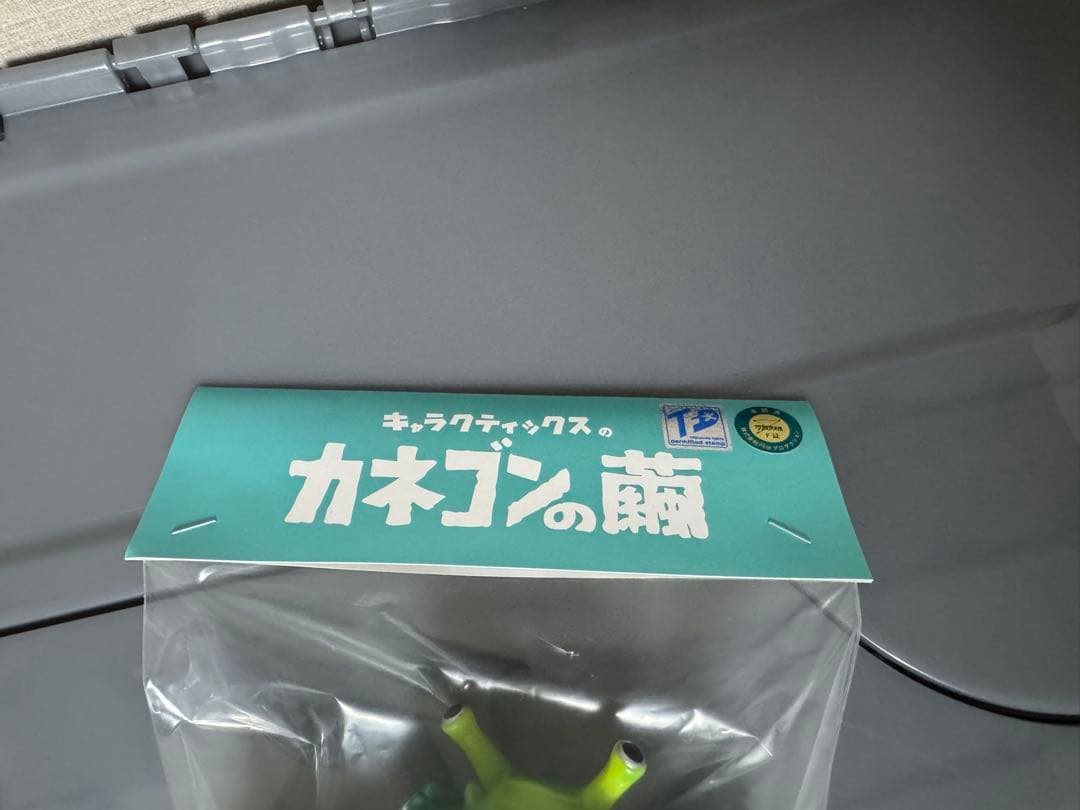 キャラクティックスの
カネゴンの繭
permitted stamp